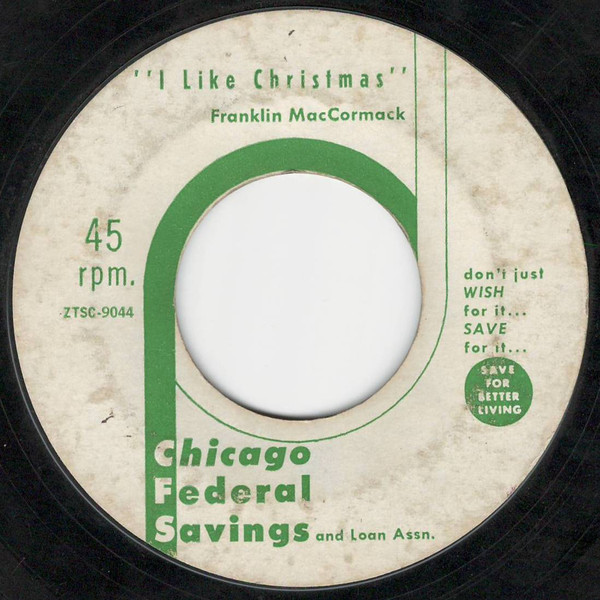 ''I Like Christmas''
Franklin MacCormack
45
rpm.
ZTSC-9044
don't just
WISH
for it...
SAVE
for it...
SAVE
FOR
BETTER
LIVING
Chicago
Federal
Savings and Loan Assn.